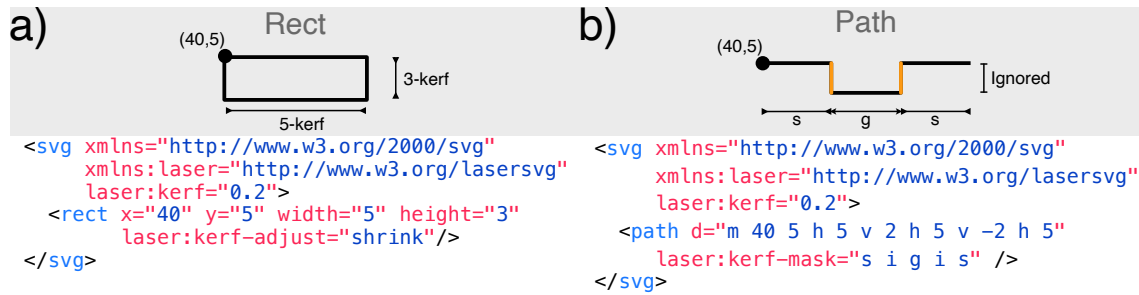 a)
Rect
(40,5)
3-kerf
5-kerf
<svg xmlns="http://www.w3.org/2000/svg"
xmlns:laser="http://www.w3.org/lasersvg"
laser:kerf="0.2">
<rect x="40" y="5" width="5" height="3"
laser:kerf-adjust="shrink"/>
</svg>
b)
Path
(40,5)
Ignored
s g s
<svg xmlns="http://www.w3.org/2000/svg"
xmlns:laser="http://www.w3.org/lasersvg"
laser:kerf="0.2">
<path d="m 40 5 h 5 v 2 h 5 v -2 h 5"
laser:kerf-mask="s i g i s" />
</svg>